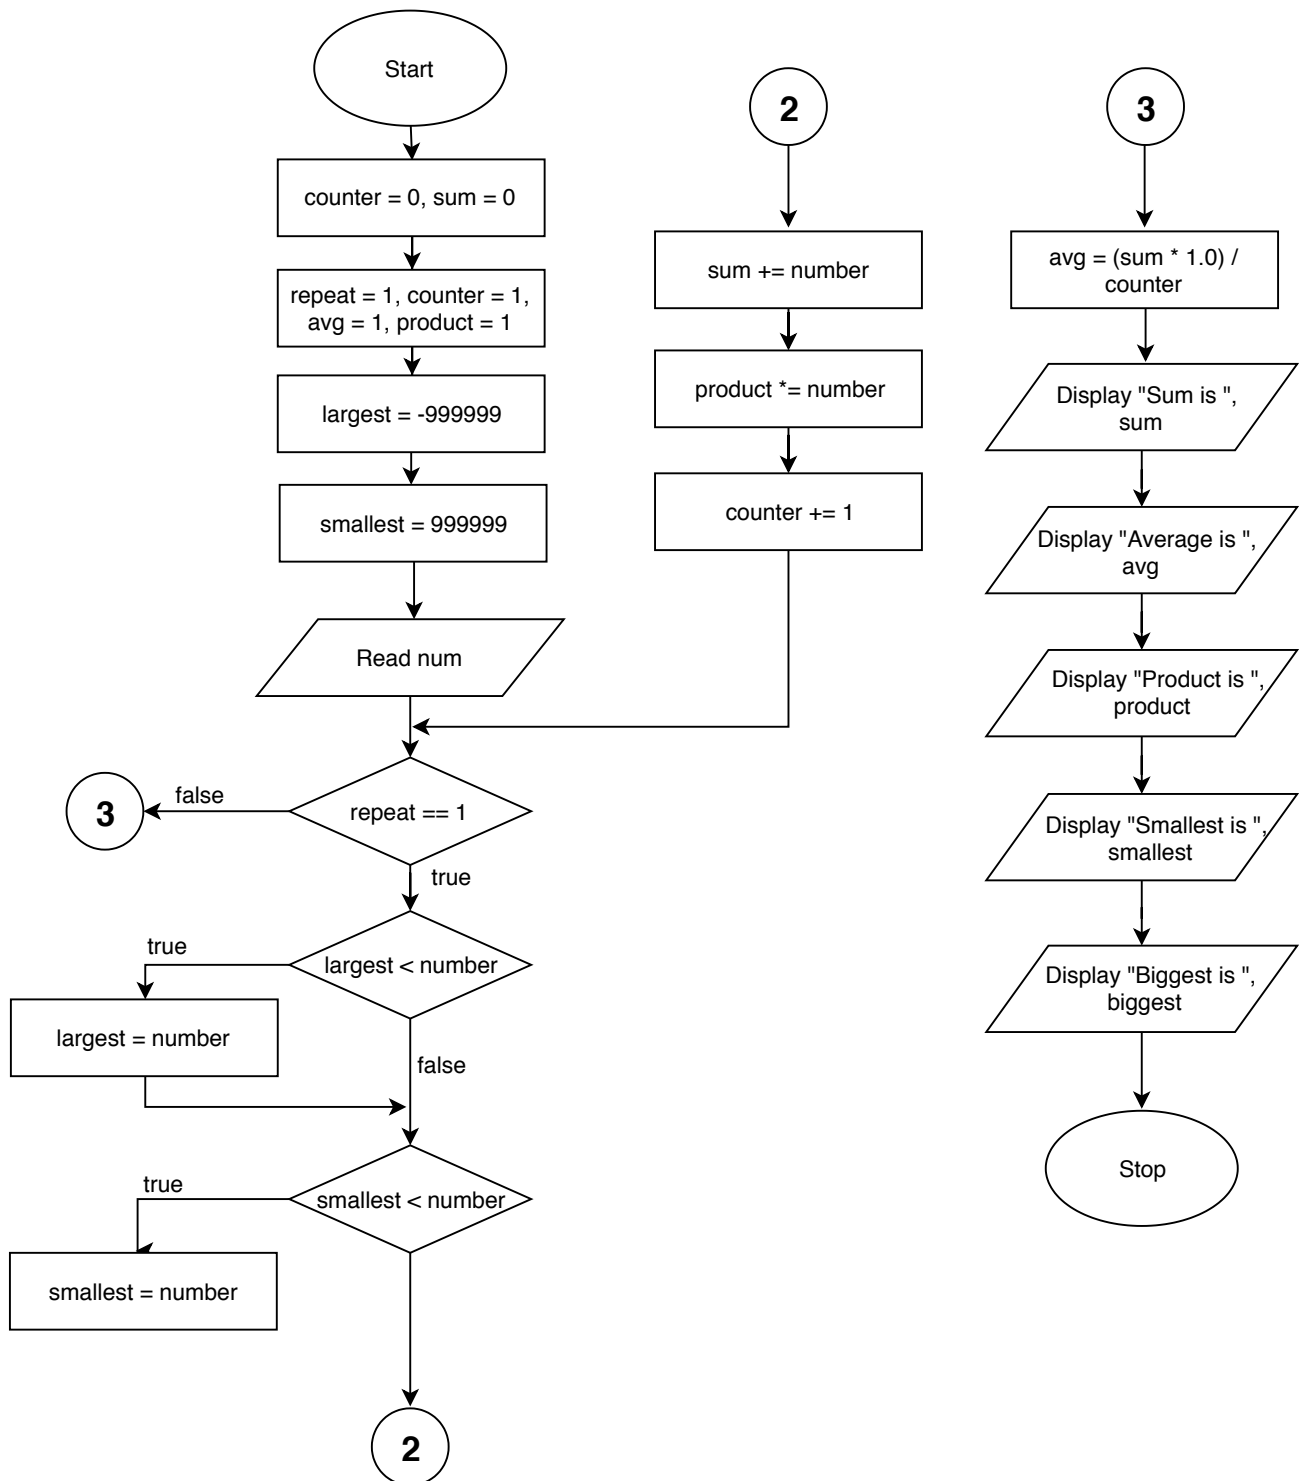 Start
counter = 0, sum = 0
repeat = 1, counter = 1,
avg = 1, product = 1
largest = -999999
smallest = 999999
Read num
repeat == 1
false
3
true
largest < number
true
largest = number
false
smallest < number
true
smallest = number
2
2
sum += number
product *= number
counter += 1
3
avg = (sum * 1.0) /
counter
Display "Sum is ",
sum
Display "Average is ",
avg
Display "Product is ",
product
Display "Smallest is ",
smallest
Display "Biggest is ",
biggest
Stop